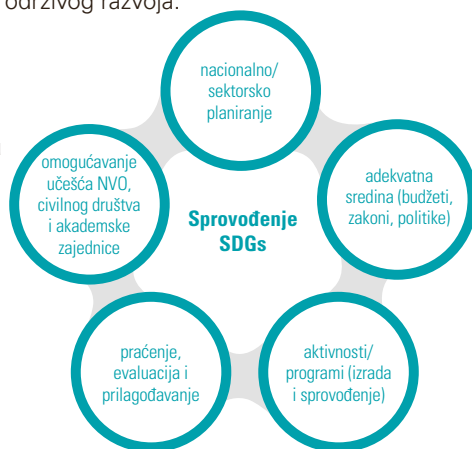 održivog razvoja.
nacionalno/
sektorsko
planiranje
omogućavanje
učešća NVO,
civilnog društva
i akademske
zajednice
adekvatna
sredina (budžeti,
zakoni, politike)
Sprovođenje
SDGs
praćenje,
evaluacija i
prilagođavanje
aktivnosti/
programi (izrada
i sprovođenje)